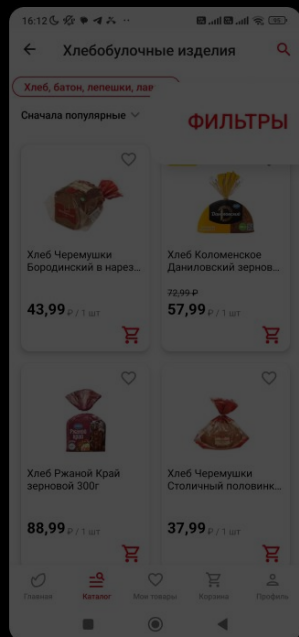 16:12
Хлебобулочные изделия
Хлеб, батон, лепешки, лав
Сначала популярные
ФИЛЬТРЫ
Хлеб Черемушки
Бородинский в нарез...
43,99 ₽ / 1 шт
Хлеб Коломенское
Даниловский зернов...
72,99 ₽
57,99 ₽ / 1 шт
Хлеб Ржаной Край
зерновой 300г
88,99 ₽ / 1 шт
Хлеб Черемушки
Столичный половинк...
37,99 ₽ / 1 шт
Главная
Каталог
Мои товары
Корзина
Профиль